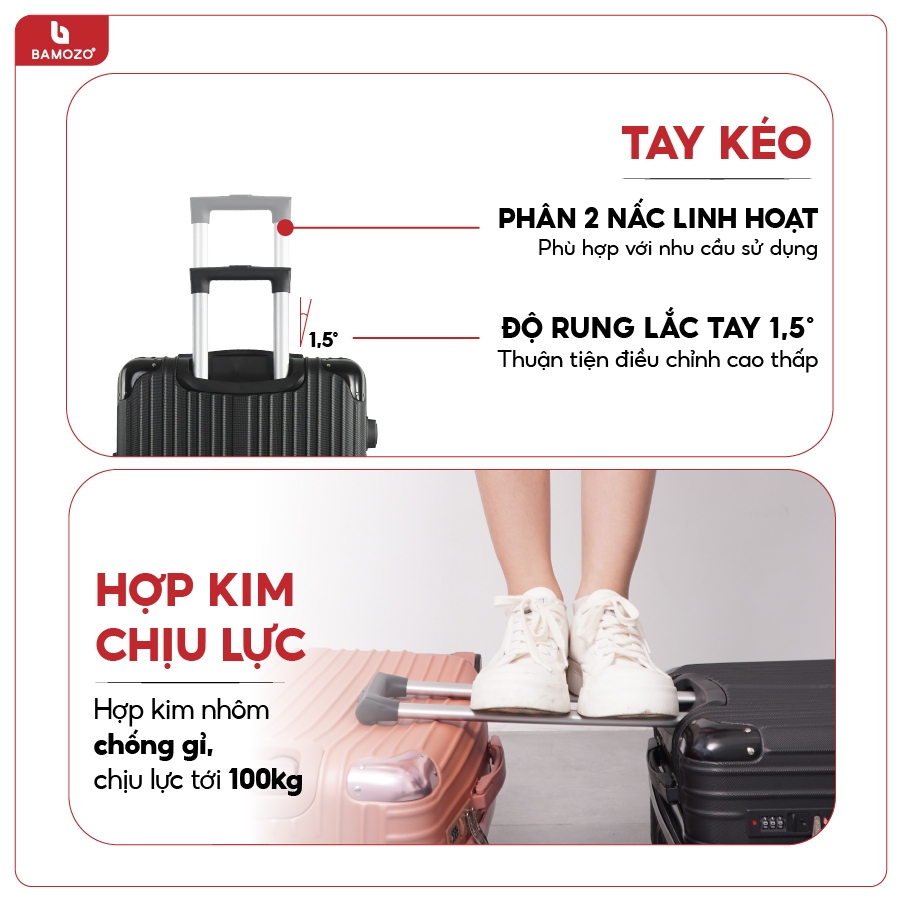 BAMOZO®
TAY KÉO
PHÂN 2 NẤC LINH HOẠT
Phù hợp với nhu cầu sử dụng
1,5°
ĐỘ RUNG LẮC TAY 1,5°
Thuận tiện điều chỉnh cao thấp
HỢP KIM
CHỊU LỰC
Hợp kim nhôm
chống gỉ,
chịu lực tới 100kg